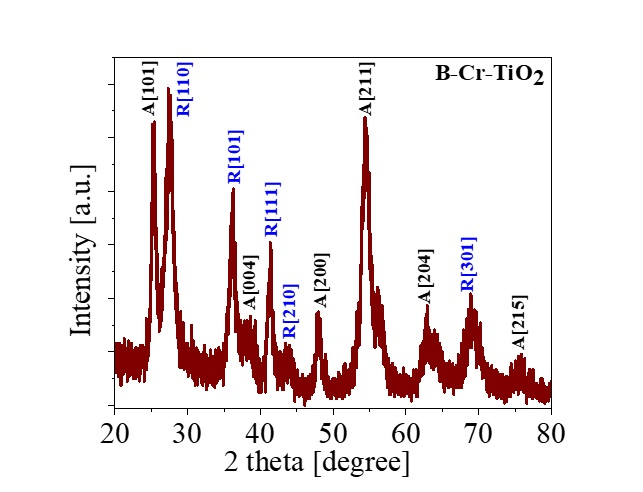 B-Cr-TiO2
A[101]
R[110]
R[101]
A[004]
R[111]
R[210]
A[200]
A[211]
A[204]
R[301]
A[215]
Intensity [a.u.]
20 30 40 50 60 70 80
2 theta [degree]